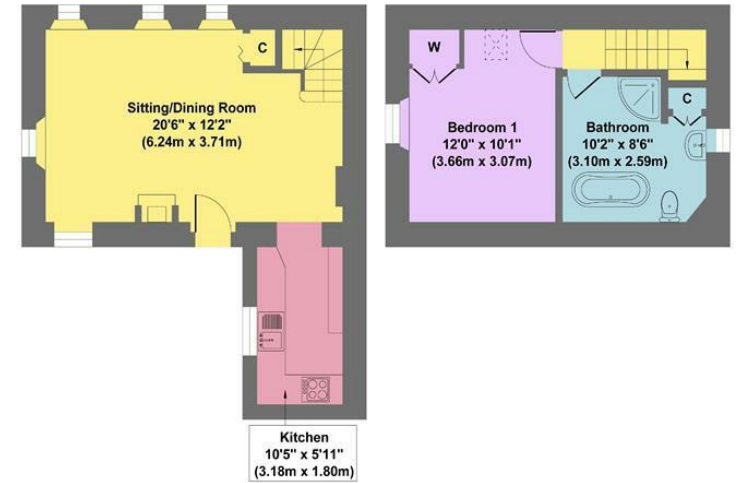 C
Sitting/Dining Room
20'6" x 12'2"
(6.24m x 3.71m)
Kitchen
10'5" x 5'11"
(3.18m x 1.80m)
W
Bedroom 1
12'0" x 10'1"
(3.66m x 3.07m)
C
Bathroom
10'2" x 8'6"
(3.10m x 2.59m)